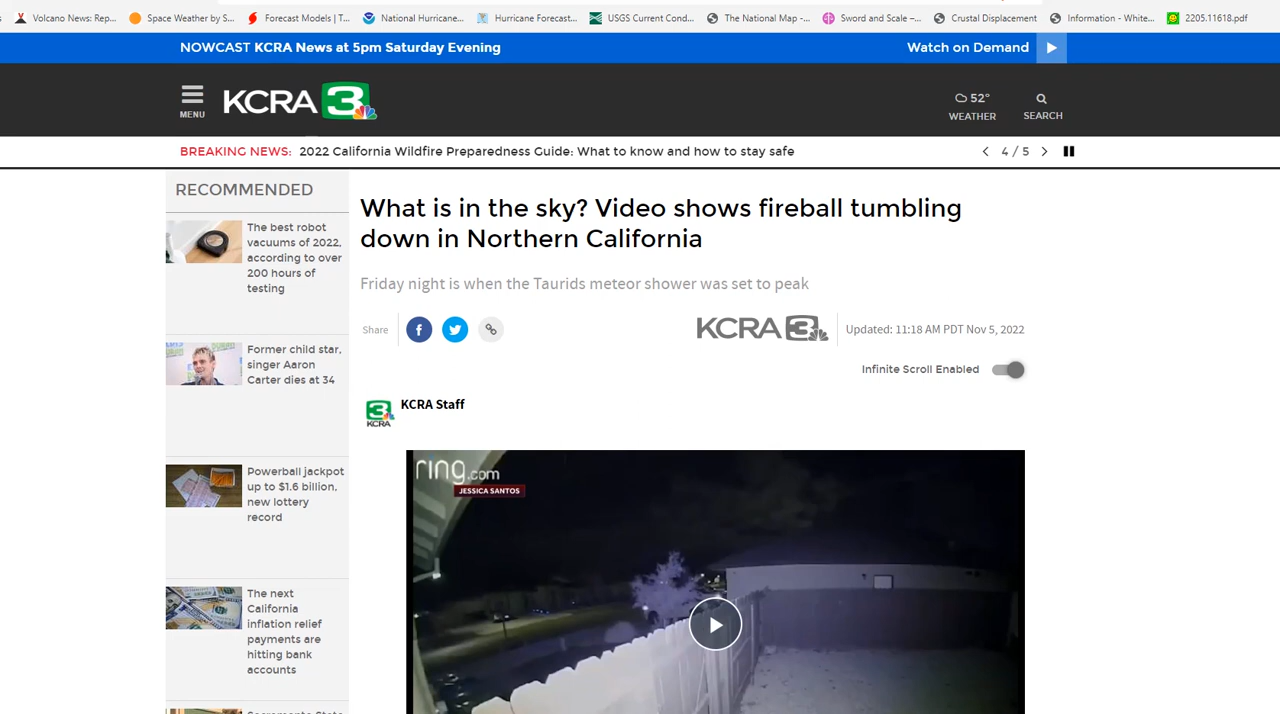 Volcano News: Rep...
Space Weather by S...
Forecast Models | T...
National Hurricane...
Hurricane Forecast...
USGS Current Cond...
The National Map -...
Sword and Scale –...
Crustal Displacement
Information - White...
2205.11618.pdf
NOWCAST KCRA News at 5pm Saturday Evening
Watch on Demand
MENU
KCRA 3
52°
WEATHER
SEARCH
BREAKING NEWS: 2022 California Wildfire Preparedness Guide: What to know and how to stay safe
4 / 5
RECOMMENDED
The best robot
vacuums of 2022,
according to over
200 hours of
testing
Former child star,
singer Aaron
Carter dies at 34
Powerball jackpot
up to $1.6 billion,
new lottery
record
The next
California
inflation relief
payments are
hitting bank
accounts
What is in the sky? Video shows fireball tumbling
down in Northern California
Friday night is when the Taurids meteor shower was set to peak
Share
KCRA 3
Updated: 11:18 AM PDT Nov 5, 2022
Infinite Scroll Enabled
3
KCRA
KCRA Staff
ring.com
JESSICA SANTOS